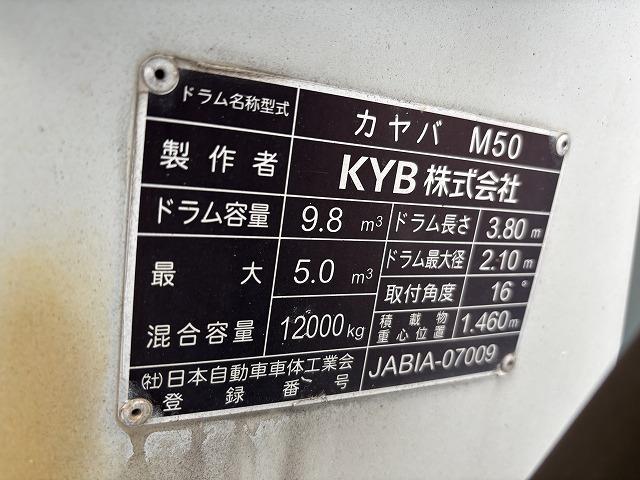 ドラム名称型式 カヤバ M50
製作者 KYB 株式会社
ドラム容量 9.8 m³ ドラム長さ 3.80 m
最大 5.0 m³ ドラム最大径 2.10 m
取付角度 16°
混合容量 12000kg 積載物重心位置 1.460m
(社)日本自動車車体工業会
登録番号 JABIA-07009